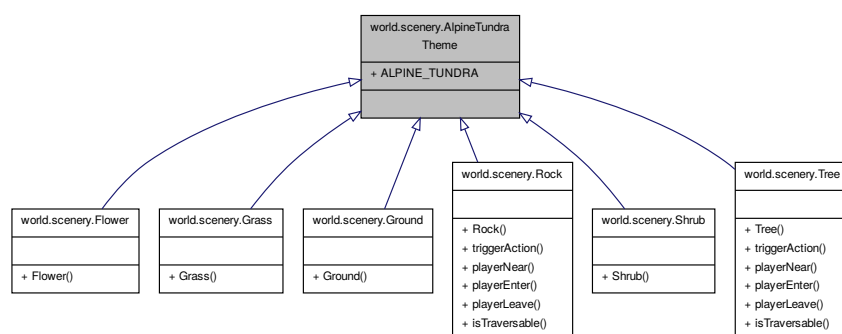 world.scenery.AlpineTundra
Theme
+ ALPINE_TUNDRA
world.scenery.Flower
+ Flower()
world.scenery.Grass
+ Grass()
world.scenery.Ground
+ Ground()
world.scenery.Rock
+ Rock()
+ triggerAction()
+ playerNear()
+ playerEnter()
+ playerLeave()
+ isTraversable()
world.scenery.Shrub
+ Shrub()
world.scenery.Tree
+ Tree()
+ triggerAction()
+ playerNear()
+ playerEnter()
+ playerLeave()
+ isTraversable()